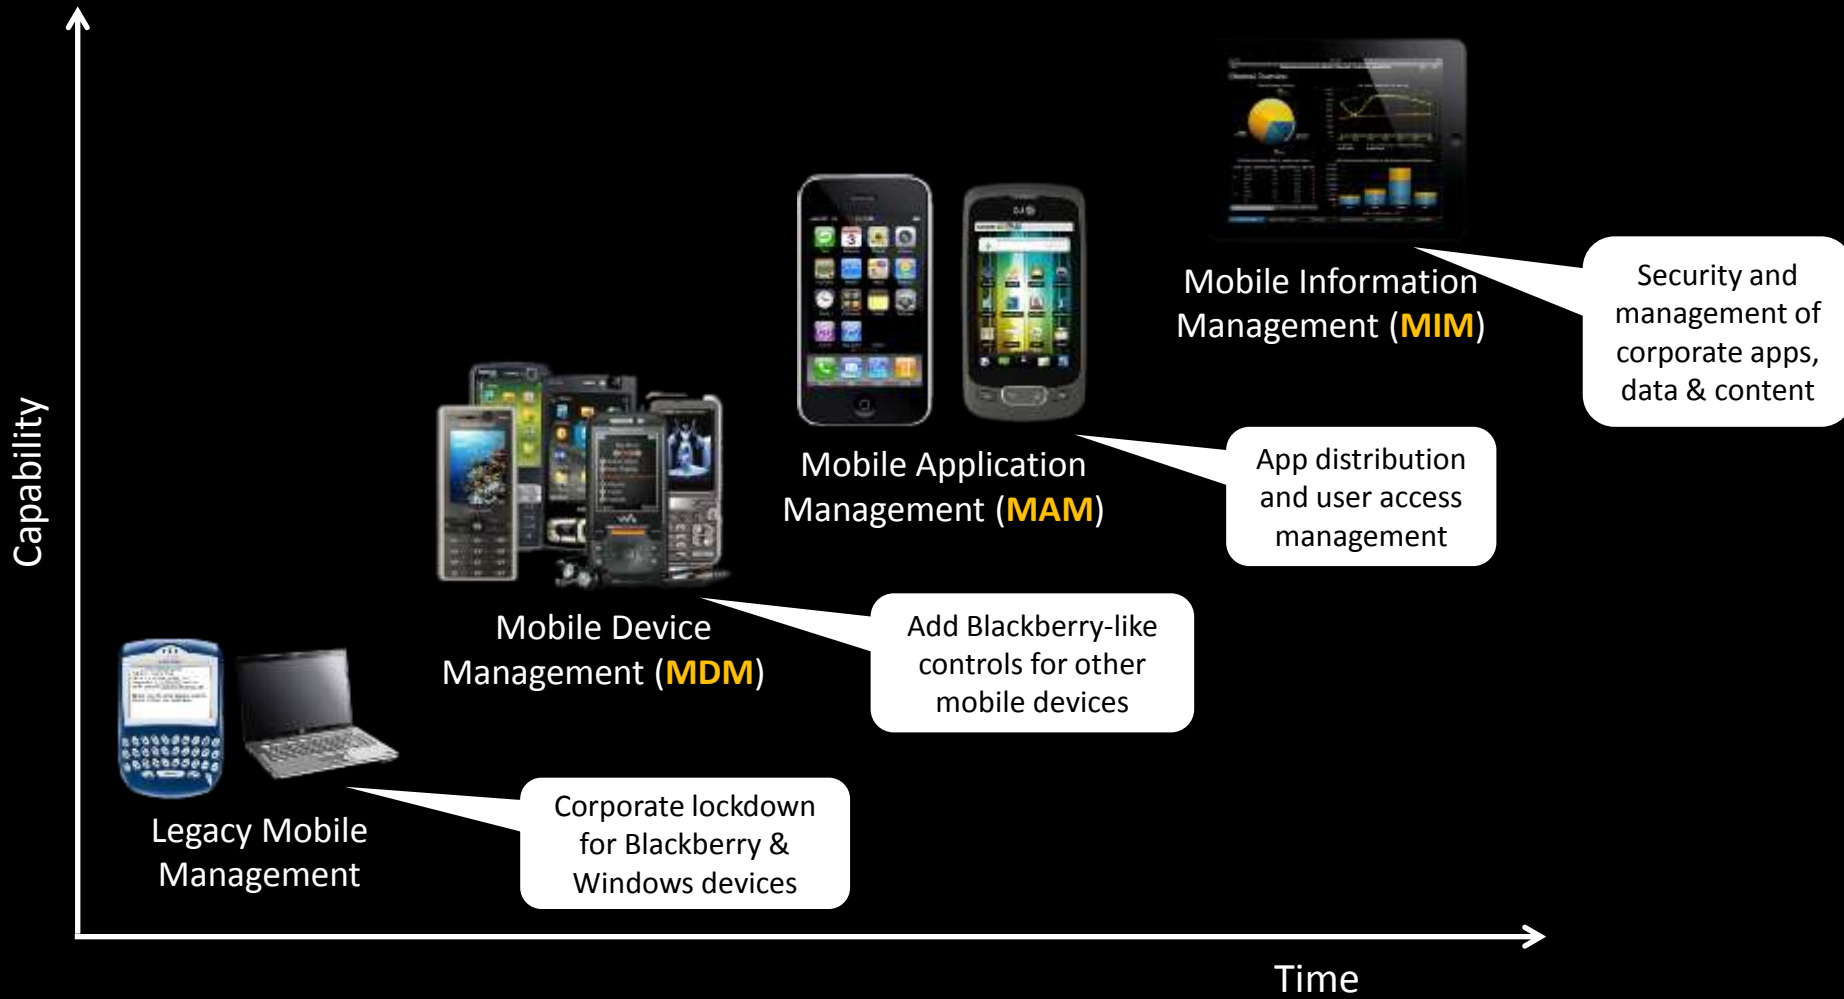 Capability
Mobile Information
Management (MIM)
Security and
management of
corporate apps,
data & content
Mobile Application
Management (MAM)
App distribution
and user access
management
Mobile Device
Management (MDM)
Add Blackberry-like
controls for other
mobile devices
Legacy Mobile
Management
Corporate lockdown
for Blackberry &
Windows devices
Time